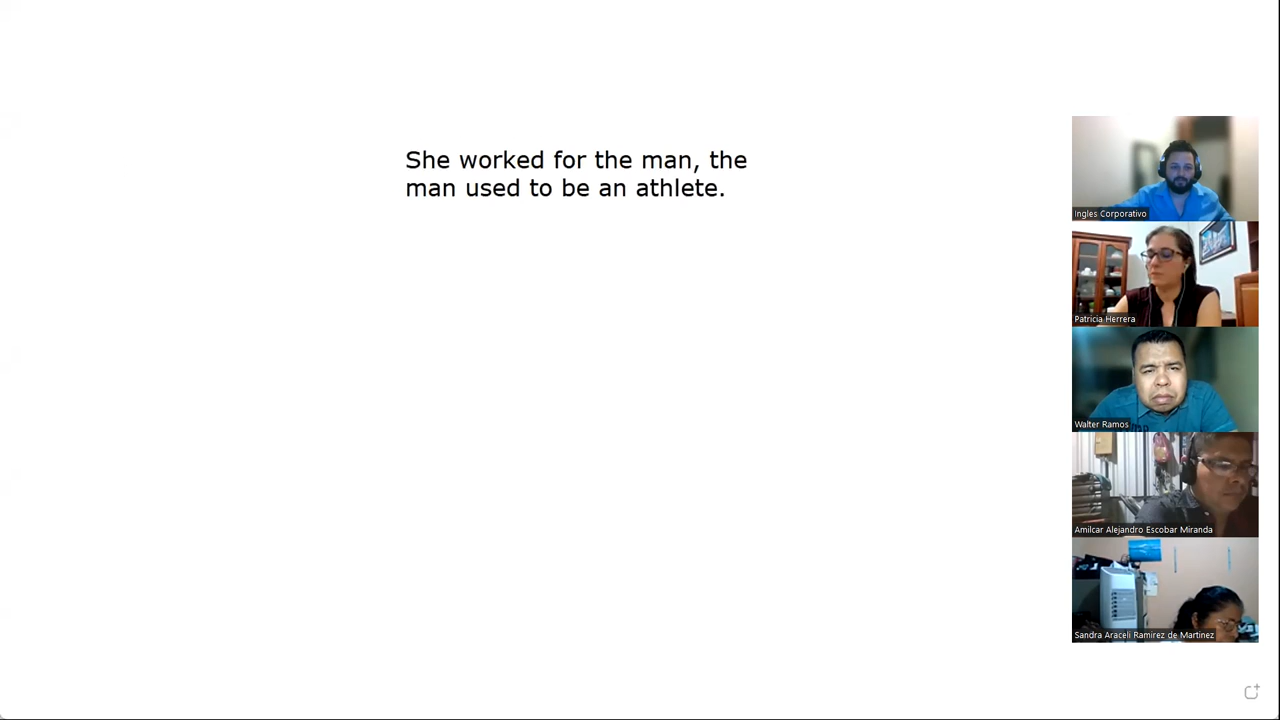 She worked for the man, the
man used to be an athlete.
Ingles Corporativo
Patricia Herrera
Walter Ramos
Amilcar Alejandro Escobar Miranda
Sandra Araceli Ramirez de Martinez